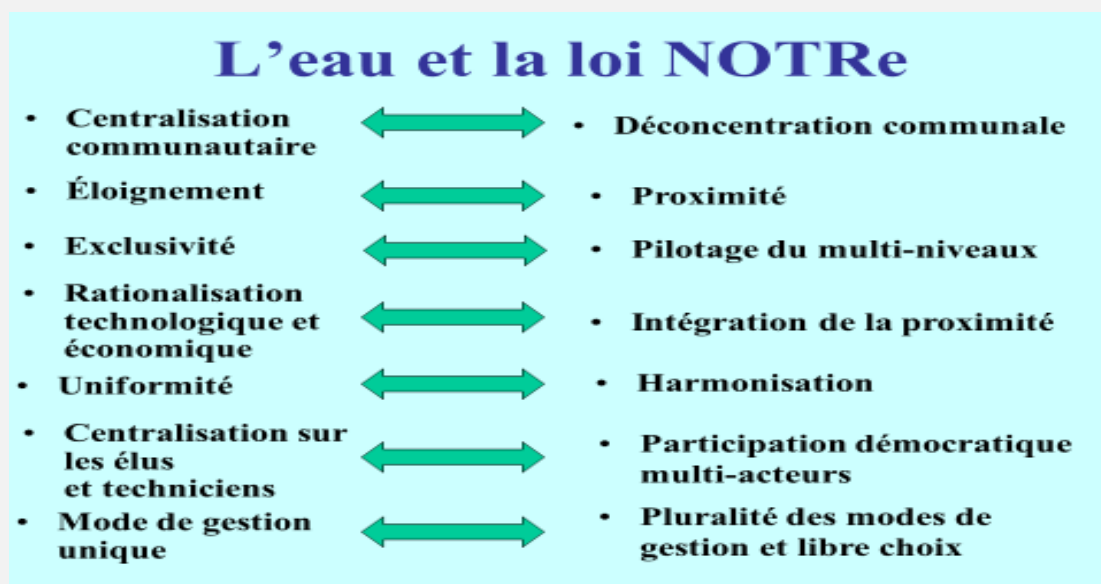 L'eau et la loi NOTRe
• Centralisation
communautaire
• Déconcentration communale
• Éloignement
• Proximité
• Exclusivité
• Pilotage du multi-niveaux
• Rationalisation
technologique et
économique
• Intégration de la proximité
• Uniformité
• Harmonisation
• Centralisation sur
les élus
et techniciens
• Participation démocratique
multi-acteurs
• Mode de gestion
unique
• Pluralité des modes de
gestion et libre choix